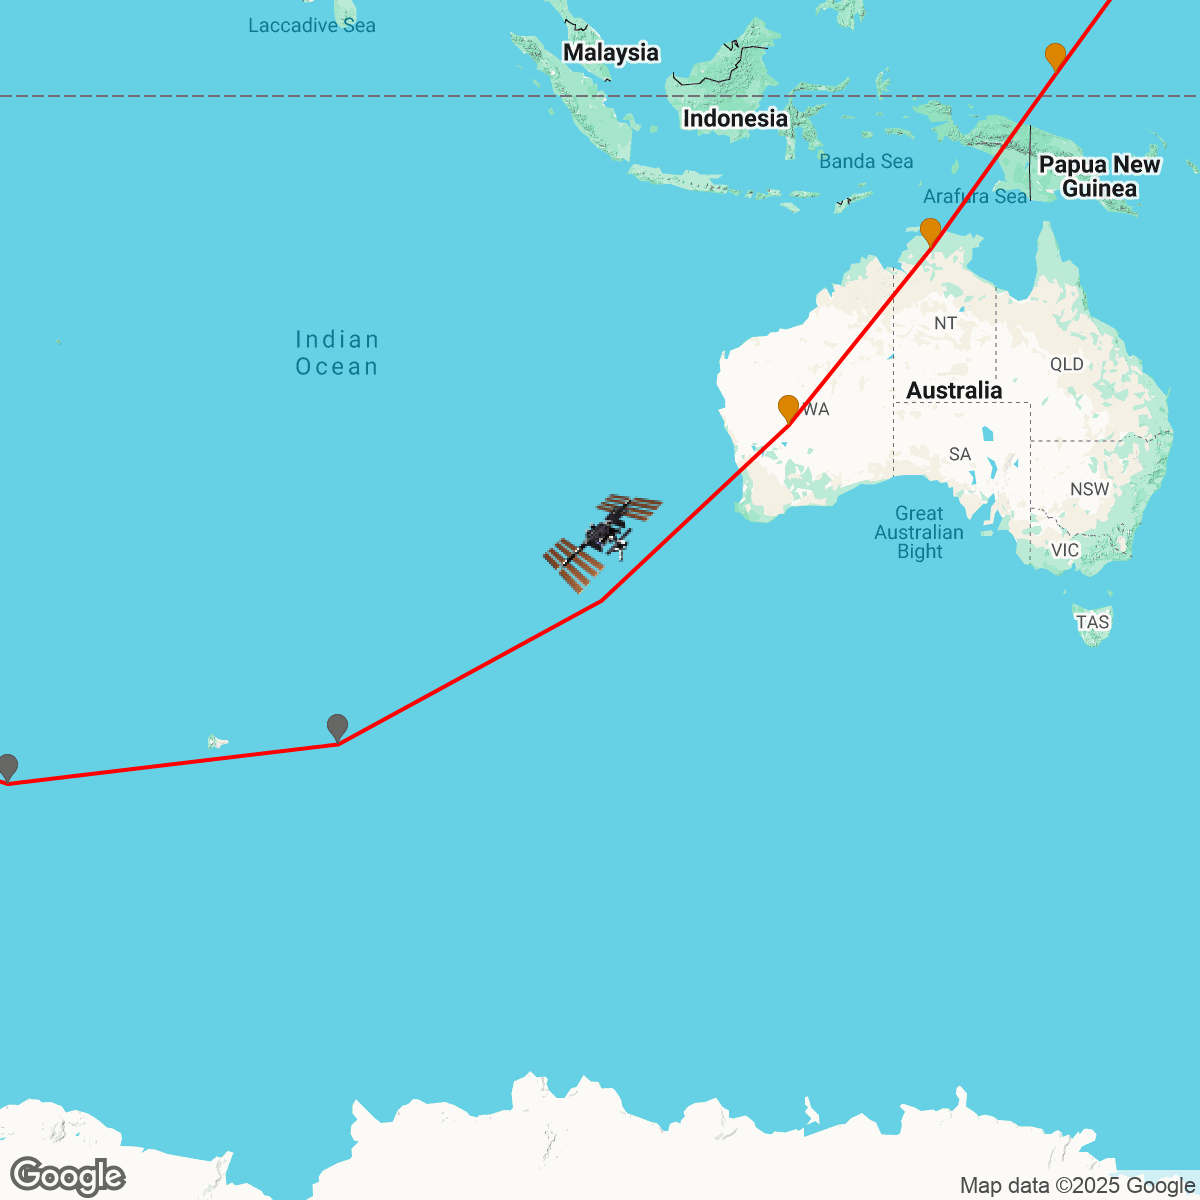 Laccadive Sea
Malaysia
Indonesia
Banda Sea
Papua New
Guinea
Arafura Sea
Indian
Ocean
NT
QLD
Australia
WA
SA
NSW
Great
Australian
Bight
VIC
TAS
Google
Map data ©2025 Google